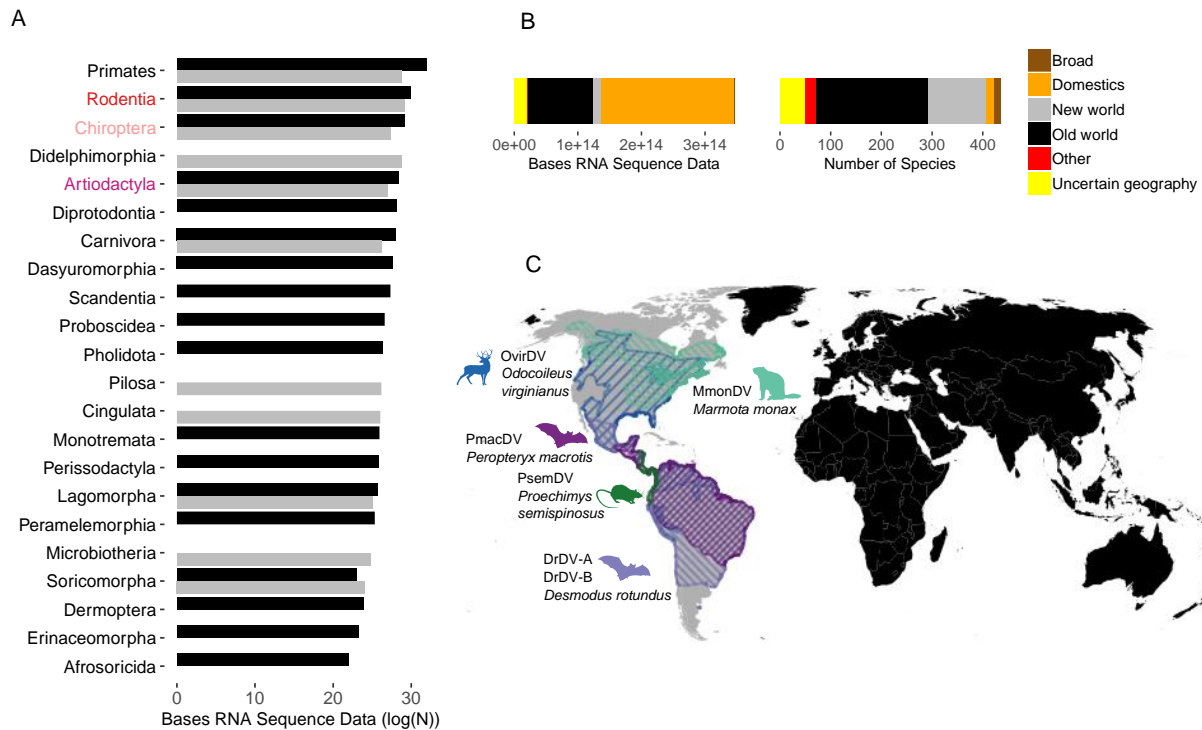 A
Primates
Rodentia
Chiroptera
Didelphimorphia
Artiodactyla
Diprotodontia
Carnivora
Dasyuromorphia
Scandentia
Proboscidea
Pholidota
Pilosa
Cingulata
Monotremata
Perissodactyla
Lagomorpha
Peramelemorphia
Microbiotheria
Soricomorpha
Dermoptera
Erinaceomorpha
Afrosoricida
0 10 20 30
Bases RNA Sequence Data (log(N))
B
0e+00 1e+14 2e+14 3e+14
Bases RNA Sequence Data
0 100 200 300 400
Number of Species
Broad
Domestics
New world
Old world
Other
Uncertain geography
C
OvirDV
Odocoileus
virginianus
MmonDV
Marmota monax
PmacDV
Peropteryx macrotis
PsemDV
Proechimys
semispinosus
DrDV-A
DrDV-B
Desmodus rotundus